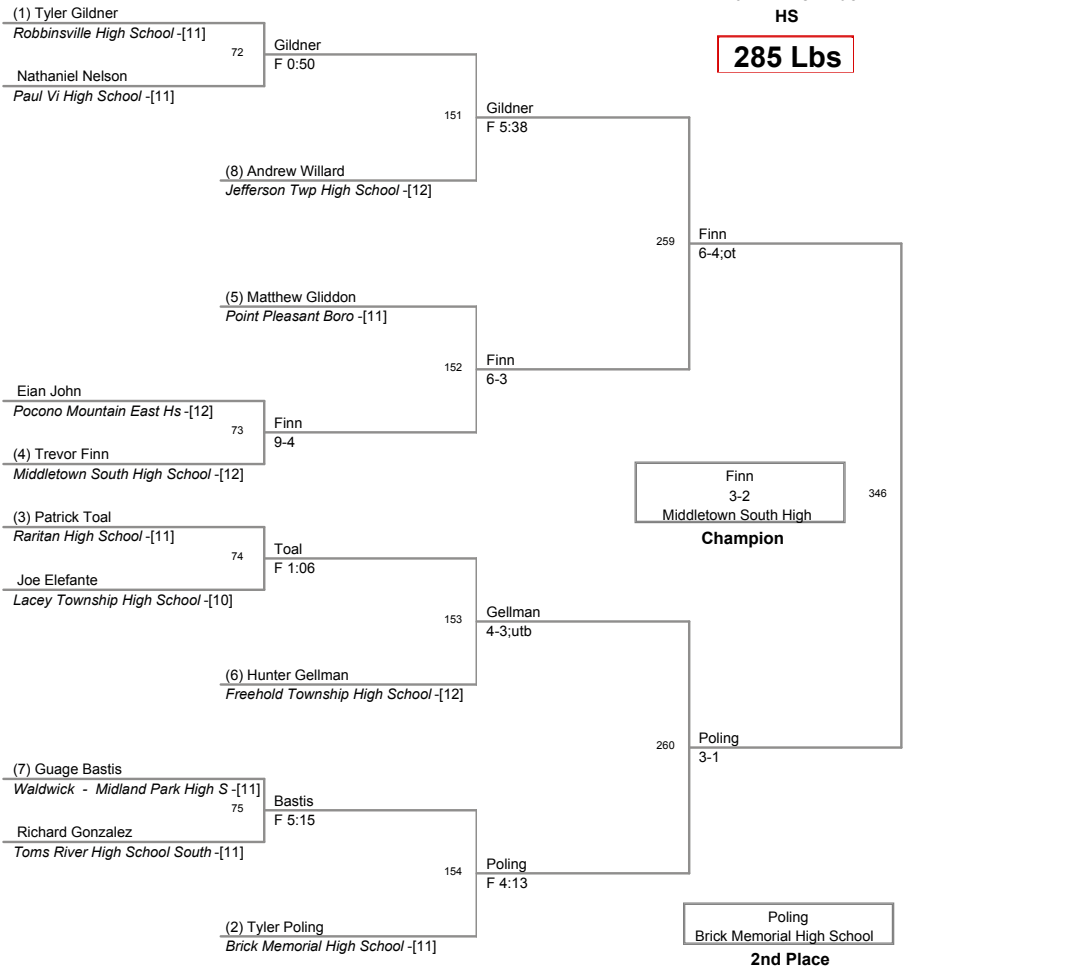 HS
285 Lbs
(1) Tyler Gildner
Robbinsville High School -[11]
72
Gildner
F 0:50
Nathaniel Nelson
Paul Vi High School -[11]
151
Gildner
F 5:38
(8) Andrew Willard
Jefferson Twp High School -[12]
259
Finn
6-4;ot
(5) Matthew Gliddon
Point Pleasant Boro -[11]
152
Finn
6-3
Eian John
Pocono Mountain East Hs -[12]
73
Finn
9-4
(4) Trevor Finn
Middletown South High School -[12]
Finn
3-2
Middletown South High
Champion
346
(3) Patrick Toal
Raritan High School -[11]
74
Toal
F 1:06
Joe Elefante
Lacey Township High School -[10]
153
Gellman
4-3;utb
(6) Hunter Gellman
Freehold Township High School -[12]
260
Poling
3-1
(7) Guage Bastis
Waldwick - Midland Park High S -[11]
75
Bastis
F 5:15
Richard Gonzalez
Toms River High School South -[11]
154
Poling
F 4:13
(2) Tyler Poling
Brick Memorial High School -[11]
Poling
Brick Memorial High School
2nd Place